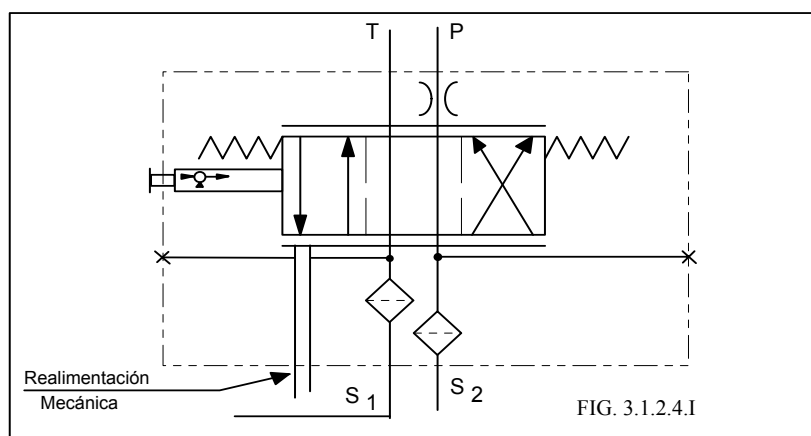 T P
Realimentación
Mecánica
S 1 S 2
FIG. 3.1.2.4.I